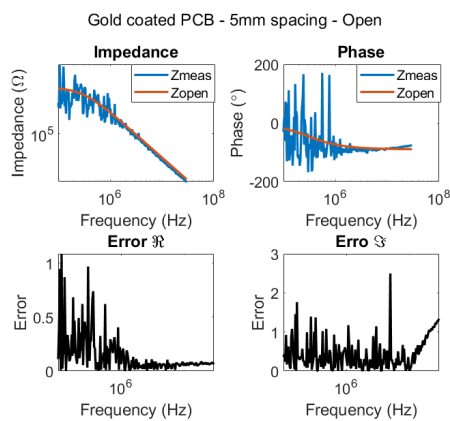 Gold coated PCB - 5mm spacing - Open
Impedance
Phase
Impedance (Ω)
10^5
Zmeas
Zopen
10^6
10^8
Frequency (Hz)
Phase (°)
200
0
-200
Zmeas
Zopen
10^6
10^8
Frequency (Hz)
Error ℜ
Erro ℑ
Error
1
0.5
0
10^6
Frequency (Hz)
Error
3
2
1
0
10^6
Frequency (Hz)